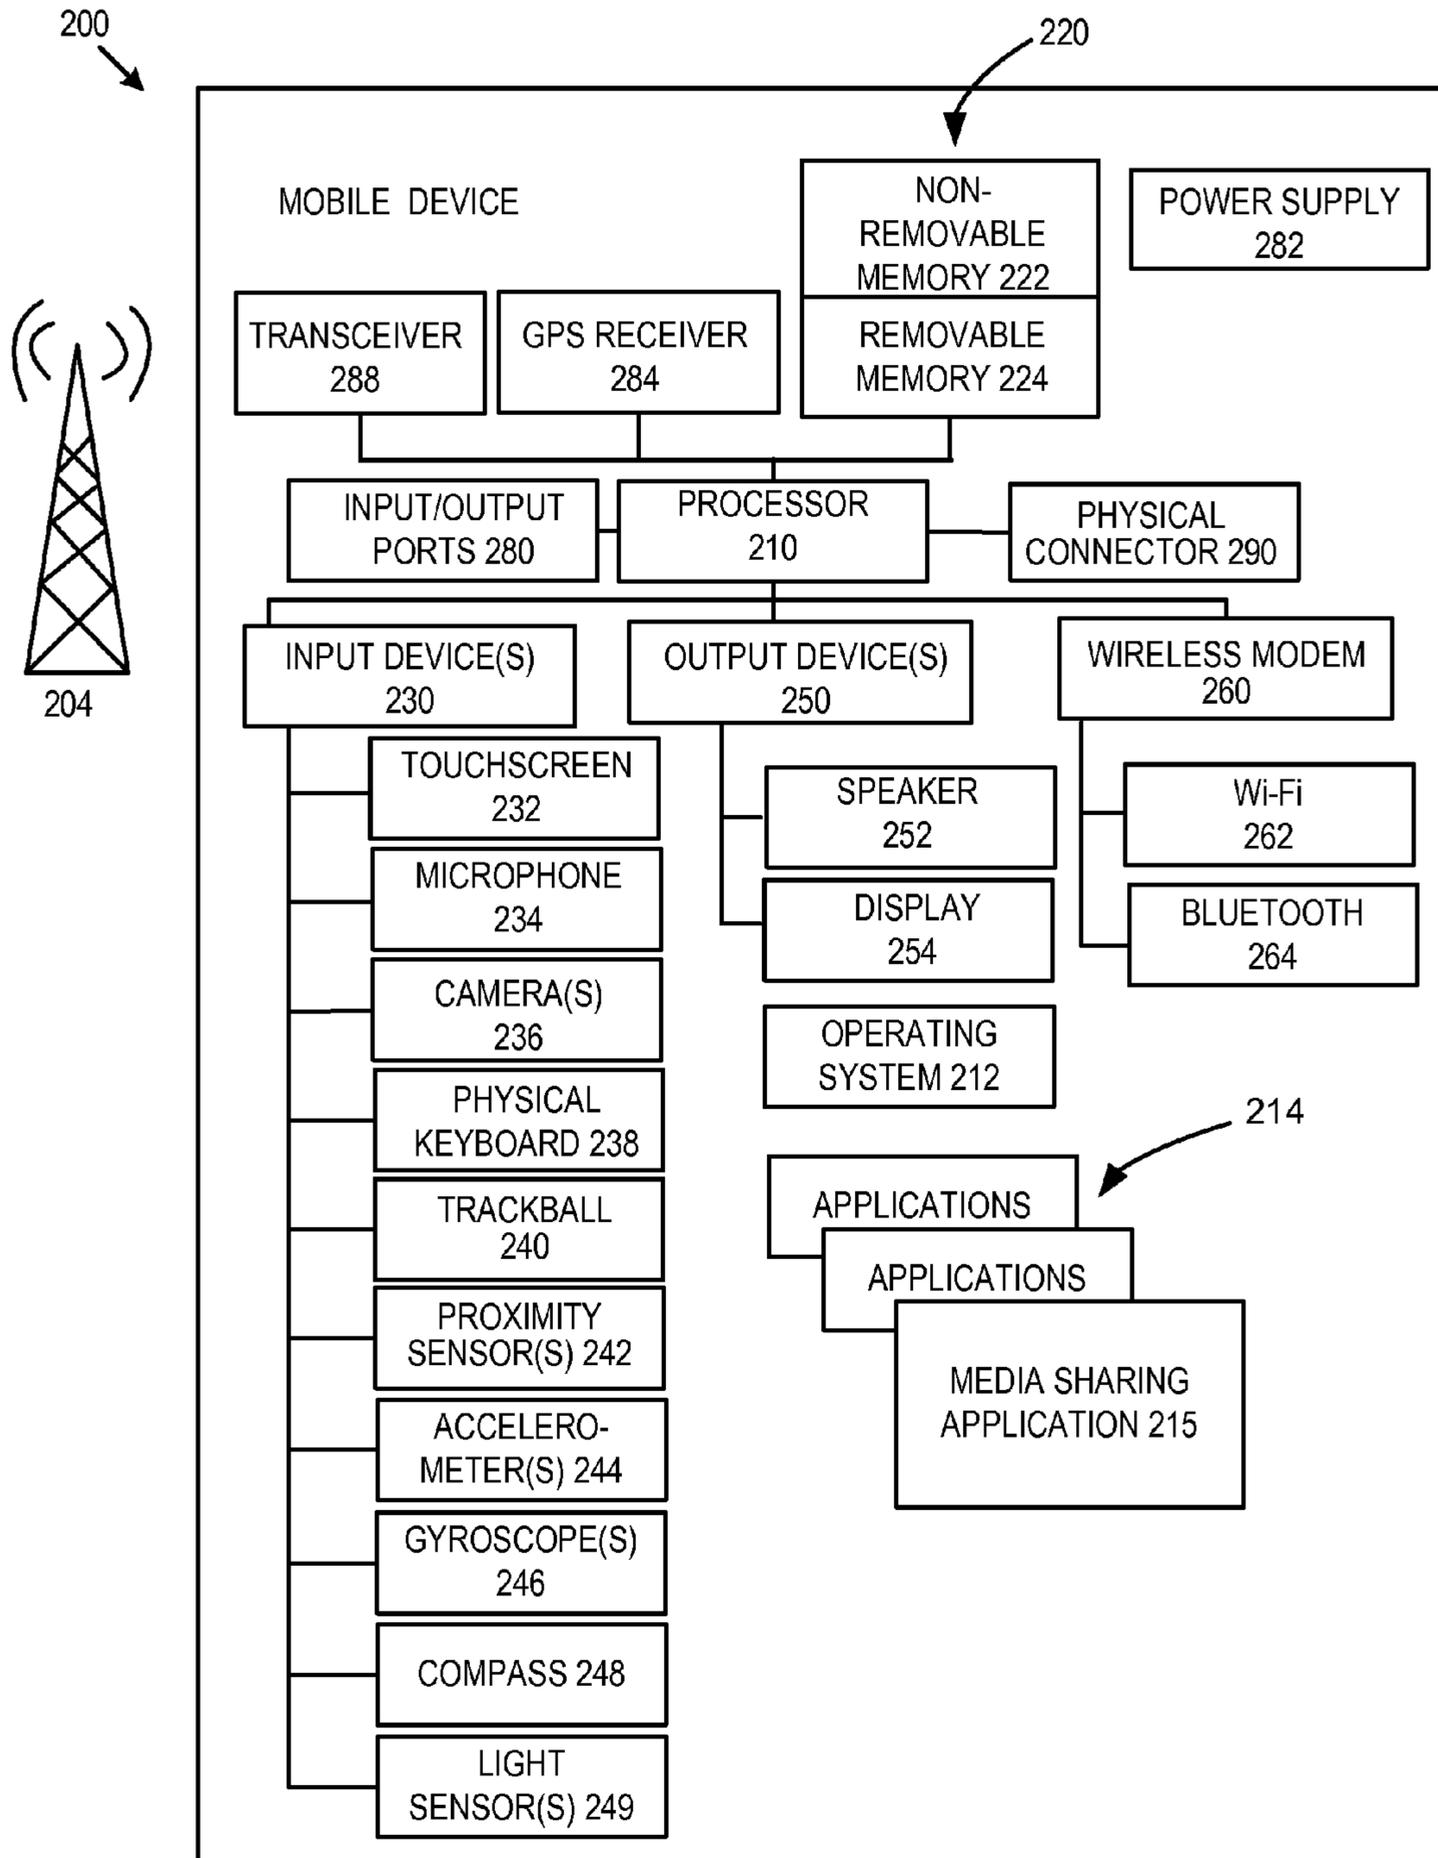 200
220
MOBILE DEVICE
NON-
REMOVABLE
MEMORY 222
POWER SUPPLY
282
TRANSCEIVER
288
GPS RECEIVER
284
REMOVABLE
MEMORY 224
INPUT/OUTPUT
PORTS 280
PROCESSOR
210
PHYSICAL
CONNECTOR 290
204
INPUT DEVICE(S)
230
OUTPUT DEVICE(S)
250
WIRELESS MODEM
260
TOUCHSCREEN
232
MICROPHONE
234
CAMERA(S)
236
PHYSICAL
KEYBOARD 238
TRACKBALL
240
PROXIMITY
SENSOR(S) 242
ACCELERO-
METER(S) 244
GYROSCOPE(S)
246
COMPASS 248
LIGHT
SENSOR(S) 249
SPEAKER
252
DISPLAY
254
Wi-Fi
262
BLUETOOTH
264
OPERATING
SYSTEM 212
214
APPLICATIONS
APPLICATIONS
MEDIA SHARING
APPLICATION 215